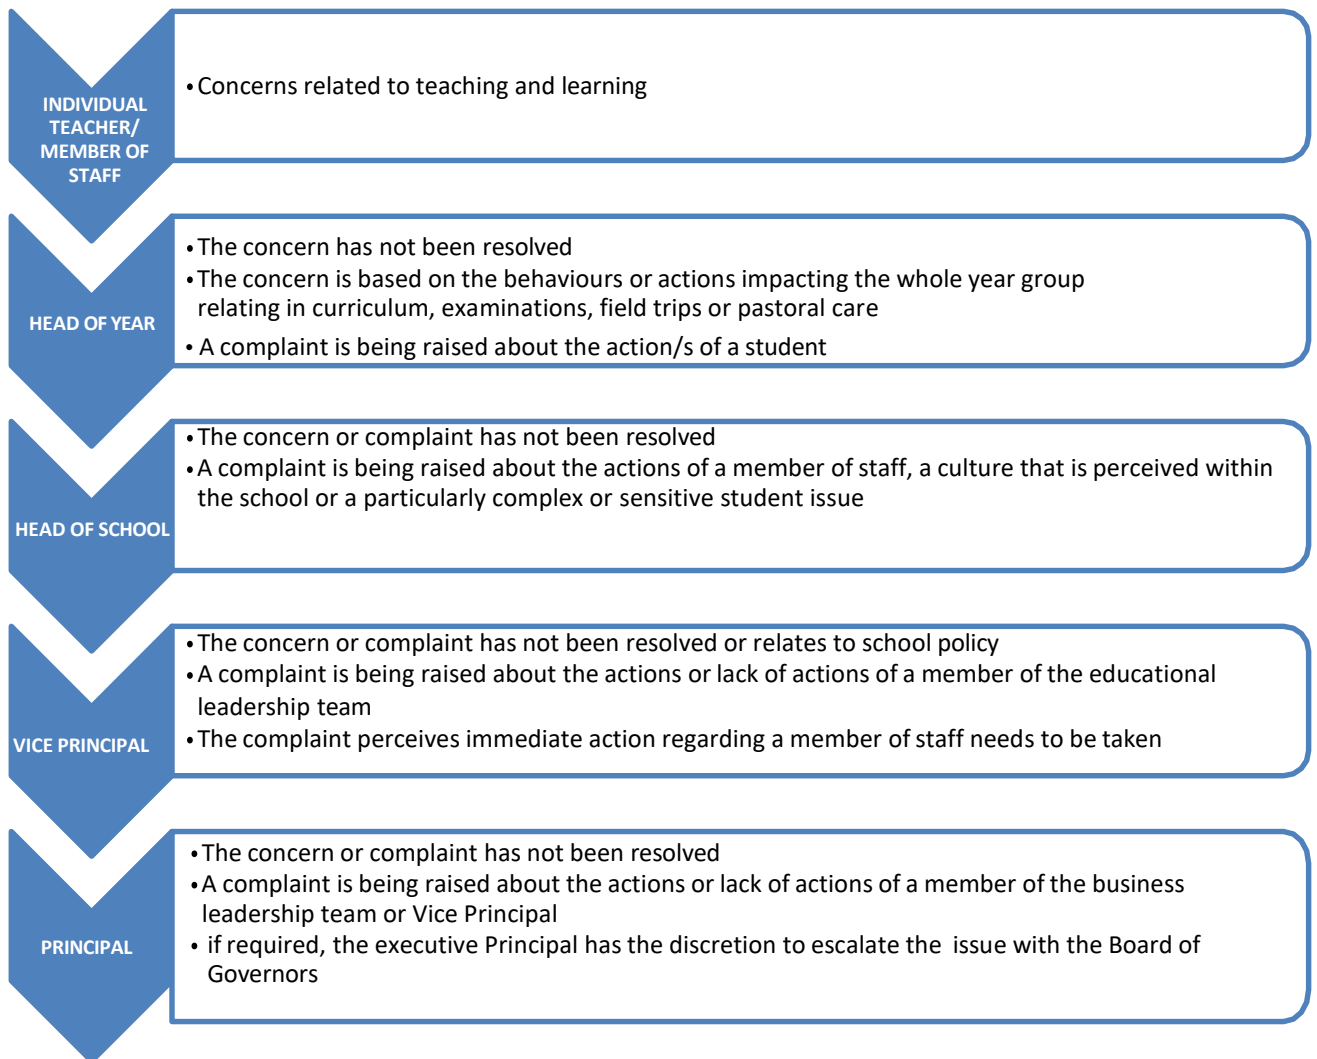 INDIVIDUAL
TEACHER/
MEMBER OF
STAFF
• Concerns related to teaching and learning
HEAD OF YEAR
• The concern has not been resolved
• The concern is based on the behaviours or actions impacting the whole year group
relating in curriculum, examinations, field trips or pastoral care
• A complaint is being raised about the action/s of a student
HEAD OF SCHOOL
• The concern or complaint has not been resolved
• A complaint is being raised about the actions of a member of staff, a culture that is perceived within
the school or a particularly complex or sensitive student issue
VICE PRINCIPAL
• The concern or complaint has not been resolved or relates to school policy
• A complaint is being raised about the actions or lack of actions of a member of the educational
leadership team
• The complaint perceives immediate action regarding a member of staff needs to be taken
PRINCIPAL
• The concern or complaint has not been resolved
• A complaint is being raised about the actions or lack of actions of a member of the business
leadership team or Vice Principal
• if required, the executive Principal has the discretion to escalate the issue with the Board of
Governors